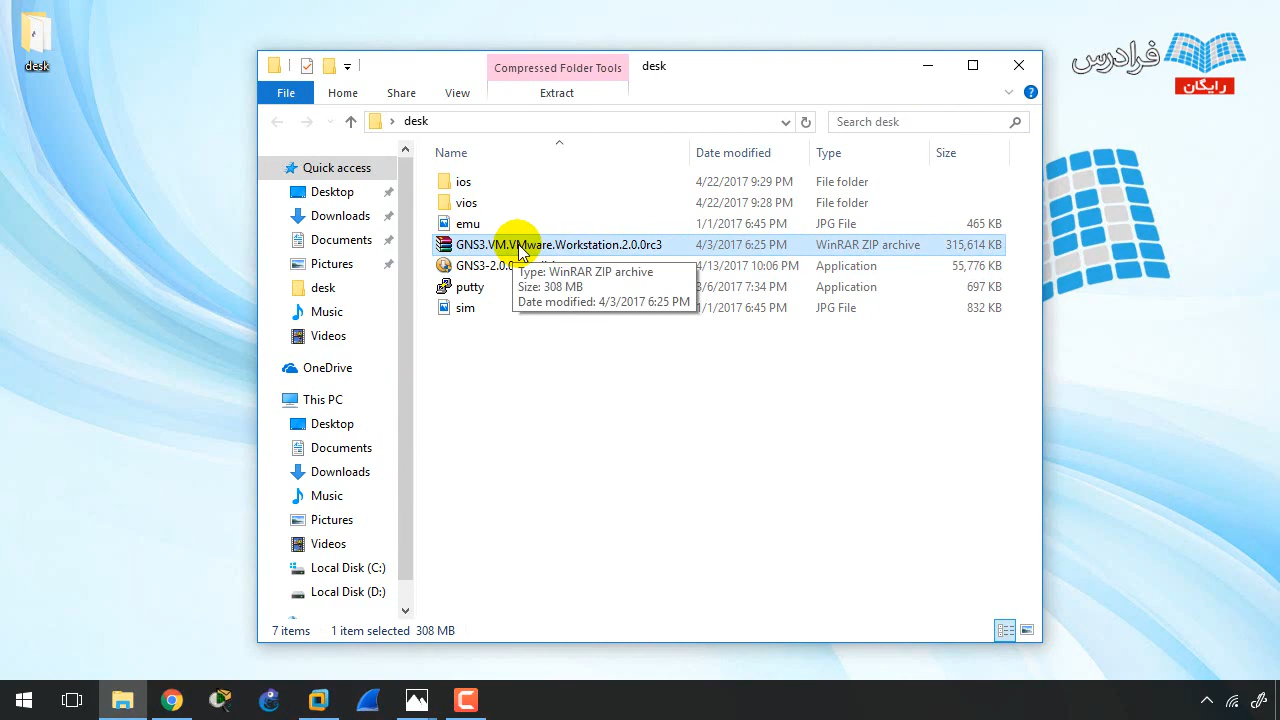 desk
فرادرس
رایگان
Compressed Folder Tools
desk
File
Home
Share
View
Extract
desk
Search desk
Name
Date modified
Type
Size
Quick access
Desktop
Downloads
Documents
Pictures
desk
Music
Videos
OneDrive
This PC
Desktop
Documents
Downloads
Music
Pictures
Videos
Local Disk (C:)
Local Disk (D:)
ios 4/22/2017 9:29 PM File folder
vios 4/22/2017 9:28 PM File folder
emu 1/1/2017 6:45 PM JPG File 465 KB
GNS3.VM.VMware.Workstation.2.0.0rc3 4/3/2017 6:25 PM WinRAR ZIP archive 315,614 KB
GNS3-2.0.0 4/13/2017 10:06 PM Application 55,776 KB
putty 3/6/2017 7:34 PM Application 697 KB
sim 1/1/2017 6:45 PM JPG File 832 KB
Type: WinRAR ZIP archive
Size: 308 MB
Date modified: 4/3/2017 6:25 PM
7 items 1 item selected 308 MB